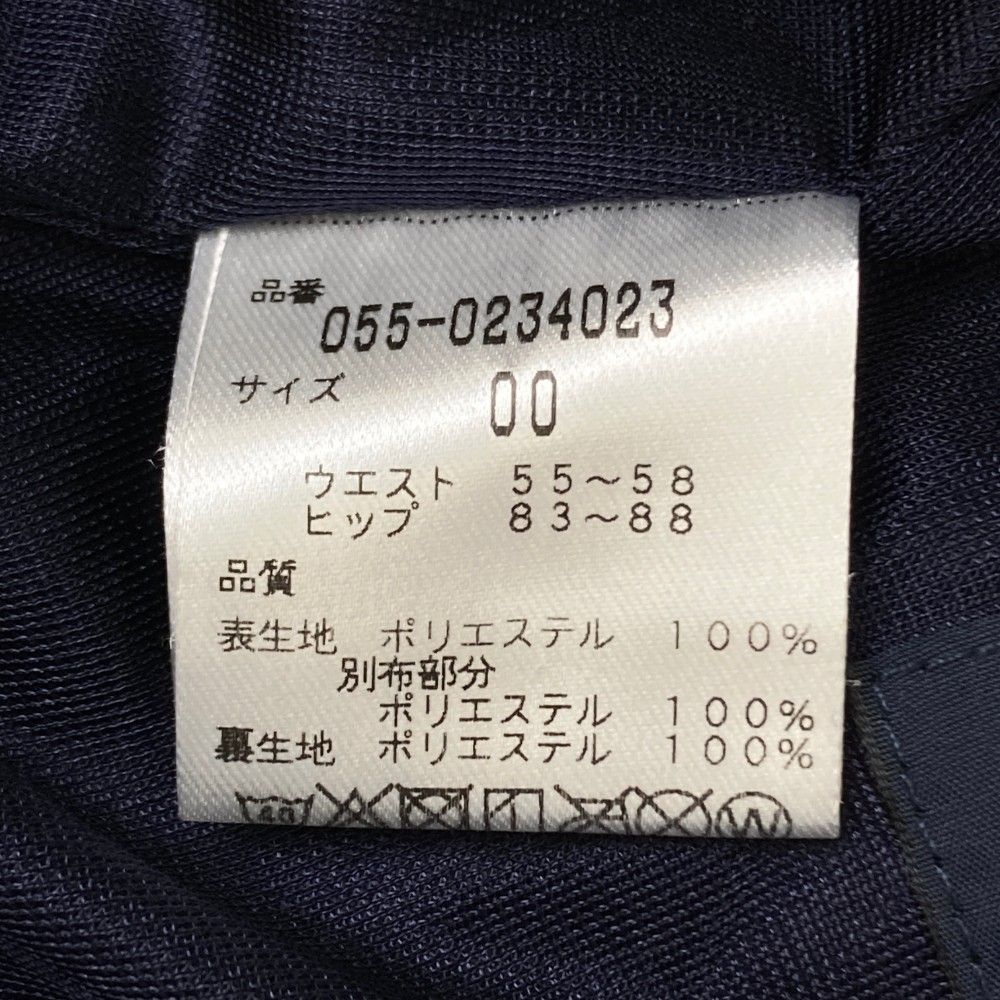 品番
055-0234023
サイズ 00
ウエスト 55～58
ヒップ 83～88
品質
表生地 ポリエステル 100%
別布部分
ポリエステル 100%
裏生地 ポリエステル 100%
40 W